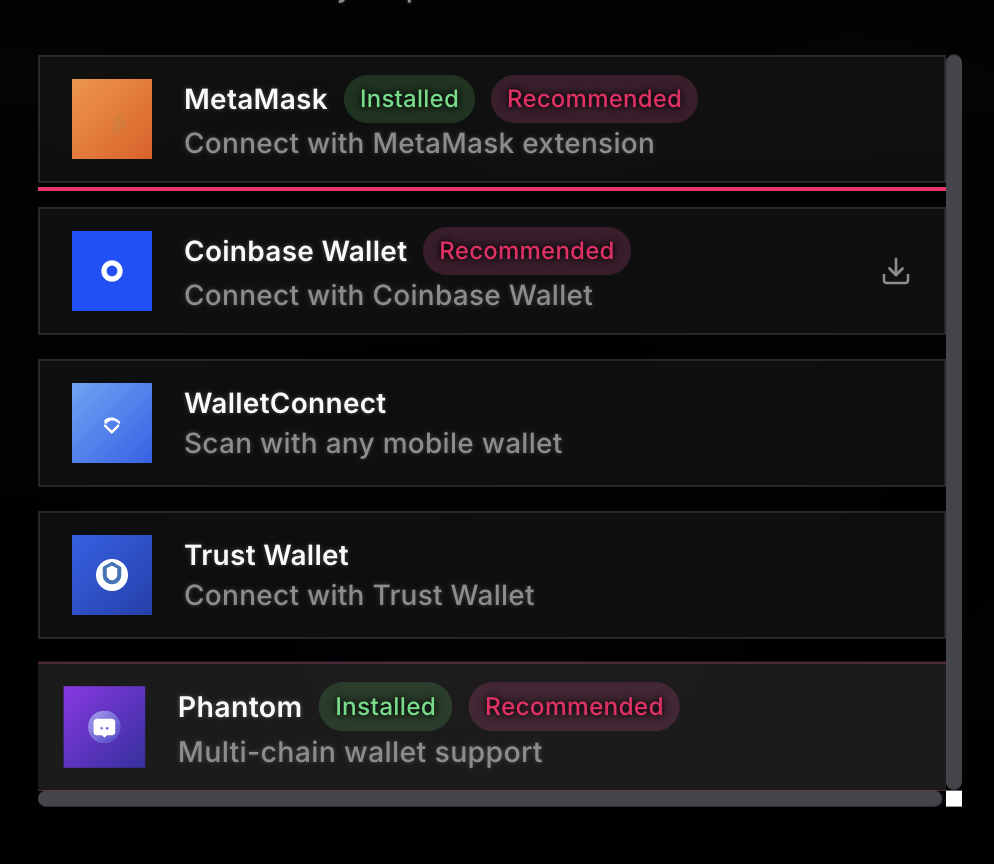 MetaMask Installed Recommended
Connect with MetaMask extension
Coinbase Wallet Recommended
Connect with Coinbase Wallet
WalletConnect
Scan with any mobile wallet
Trust Wallet
Connect with Trust Wallet
Phantom Installed Recommended
Multi-chain wallet support